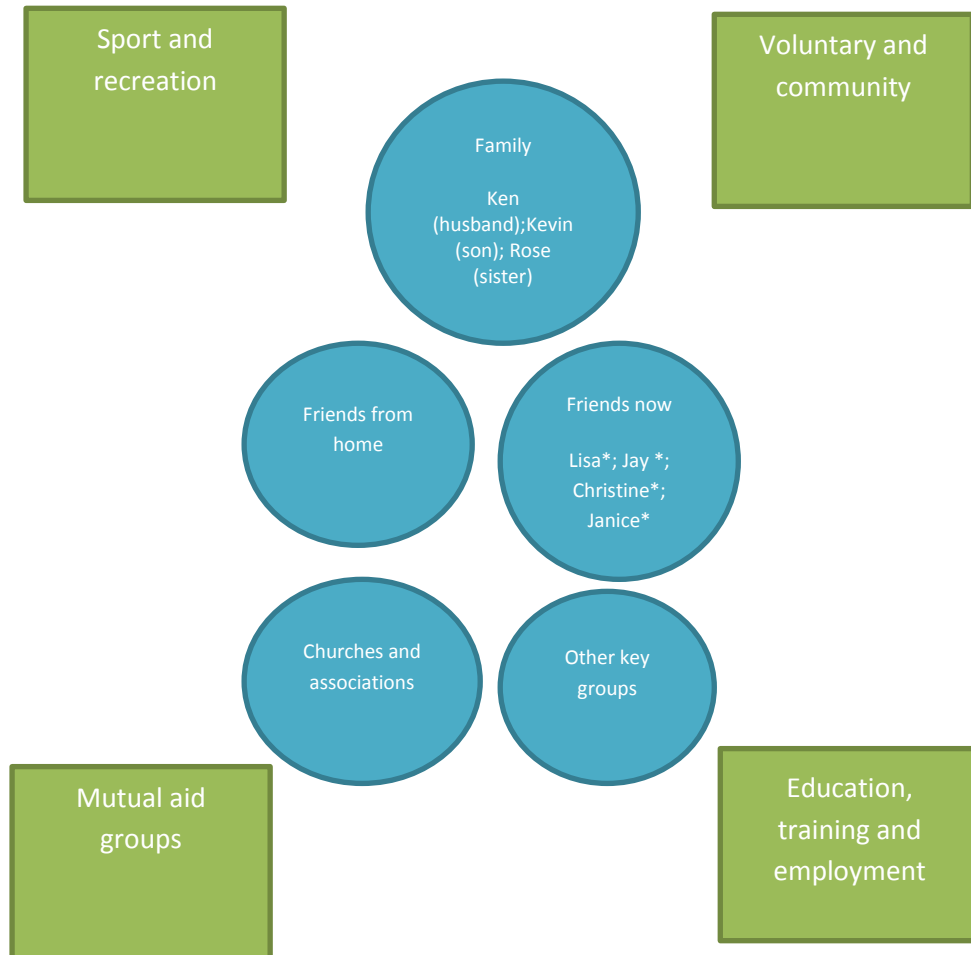 Sport and
recreation
Voluntary and
community
Family
Ken
(husband);Kevin
(son); Rose
(sister)
Friends from
home
Friends now
Lisa*; Jay *;
Christine*;
Janice*
Churches and
associations
Other key
groups
Mutual aid
groups
Education,
training and
employment